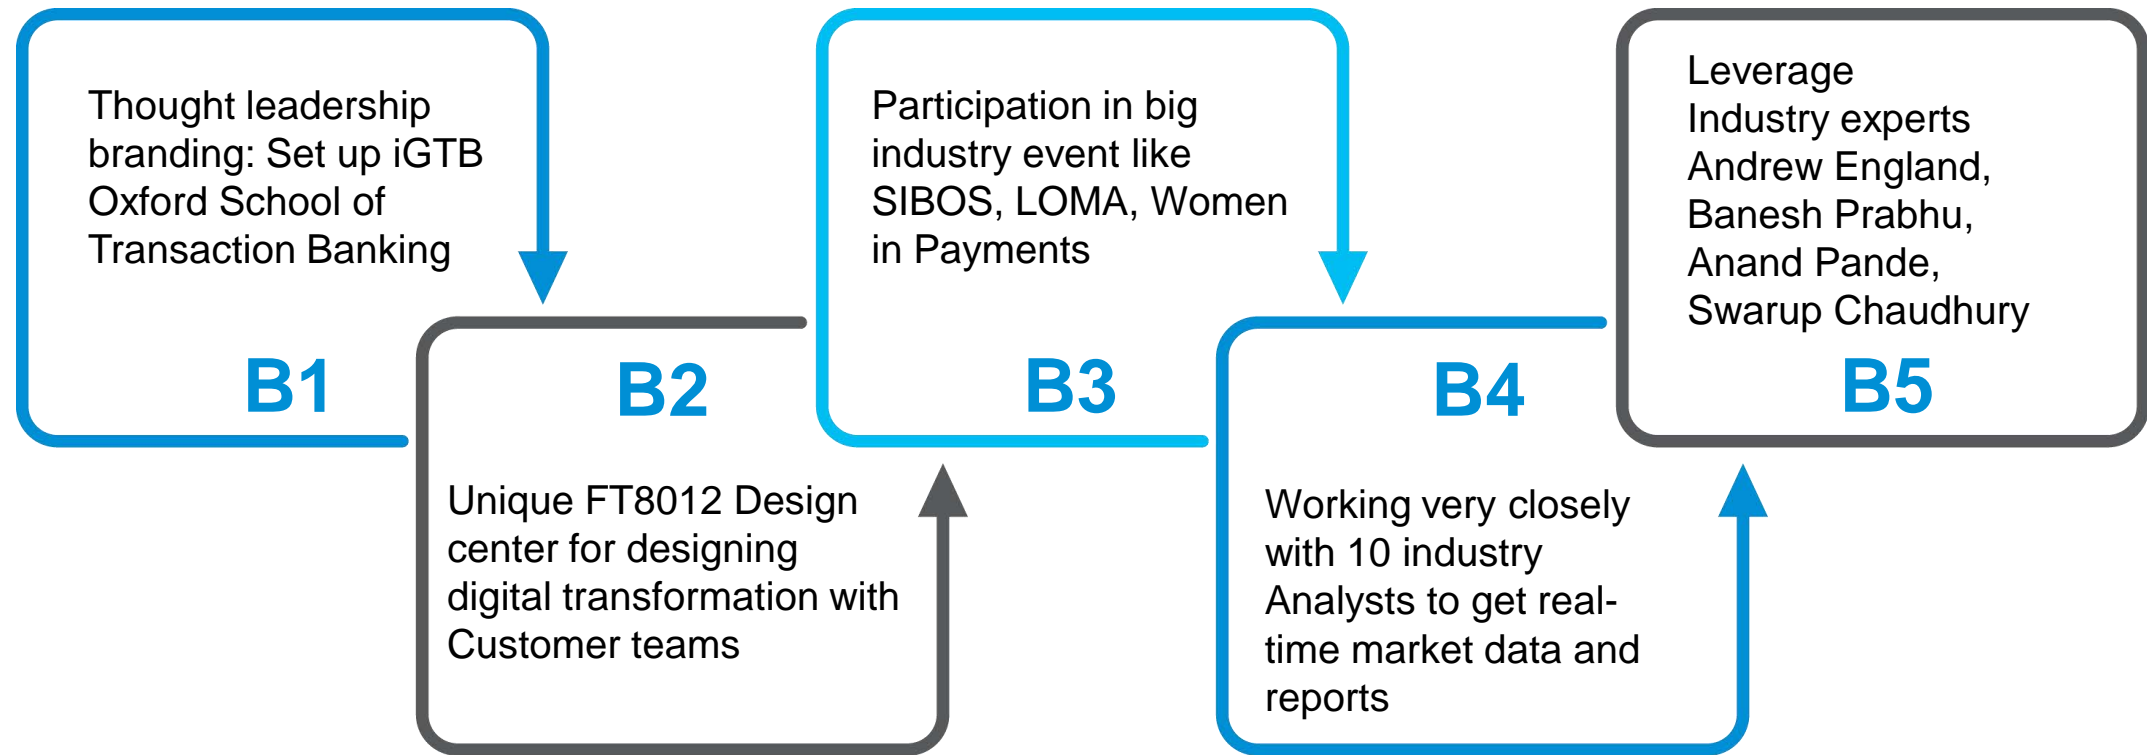 Thought leadership
branding: Set up iGTB
Oxford School of
Transaction Banking
B1
B2
Unique FT8012 Design
center for designing
digital transformation with
Customer teams
Participation in big
industry event like
SIBOS, LOMA, Women
in Payments
B3
B4
Working very closely
with 10 industry
Analysts to get real-
time market data and
reports
Leverage
Industry experts
Andrew England,
Banesh Prabhu,
Anand Pande,
Swarup Chaudhury
B5